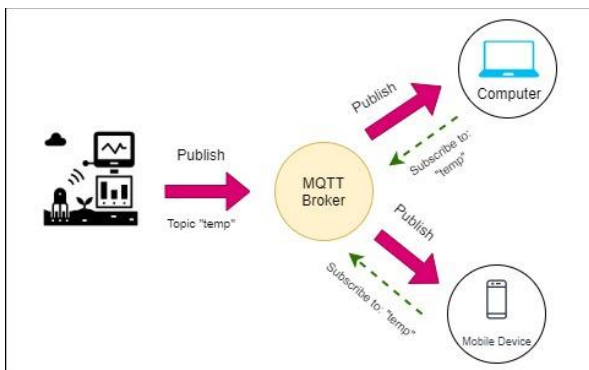 Publish
Topic "temp"
MQTT
Broker
Publish
Computer
Subscribe to:
"temp"
Publish
Subscribe to: "temp"
Mobile Device